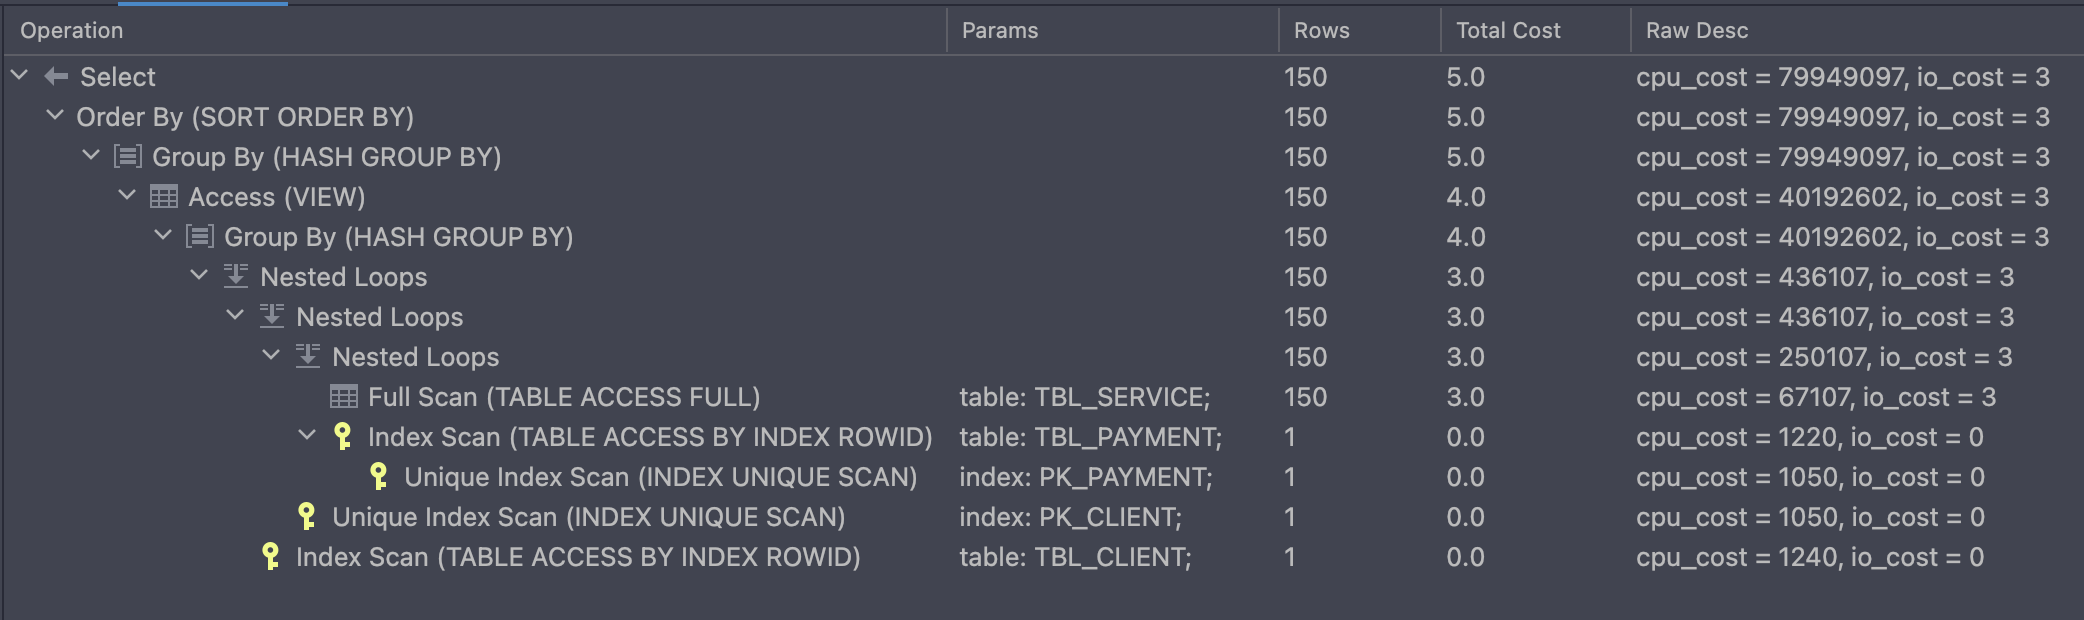 Operation Params Rows Total Cost Raw Desc
Select 150 5.0 cpu_cost = 79949097, io_cost = 3
Order By (SORT ORDER BY) 150 5.0 cpu_cost = 79949097, io_cost = 3
Group By (HASH GROUP BY) 150 5.0 cpu_cost = 79949097, io_cost = 3
Access (VIEW) 150 4.0 cpu_cost = 40192602, io_cost = 3
Group By (HASH GROUP BY) 150 4.0 cpu_cost = 40192602, io_cost = 3
Nested Loops 150 3.0 cpu_cost = 436107, io_cost = 3
Nested Loops 150 3.0 cpu_cost = 436107, io_cost = 3
Nested Loops 150 3.0 cpu_cost = 250107, io_cost = 3
Full Scan (TABLE ACCESS FULL) table: TBL_SERVICE; 150 3.0 cpu_cost = 67107, io_cost = 3
Index Scan (TABLE ACCESS BY INDEX ROWID) table: TBL_PAYMENT; 1 0.0 cpu_cost = 1220, io_cost = 0
Unique Index Scan (INDEX UNIQUE SCAN) index: PK_PAYMENT; 1 0.0 cpu_cost = 1050, io_cost = 0
Unique Index Scan (INDEX UNIQUE SCAN) index: PK_CLIENT; 1 0.0 cpu_cost = 1050, io_cost = 0
Index Scan (TABLE ACCESS BY INDEX ROWID) table: TBL_CLIENT; 1 0.0 cpu_cost = 1240, io_cost = 0